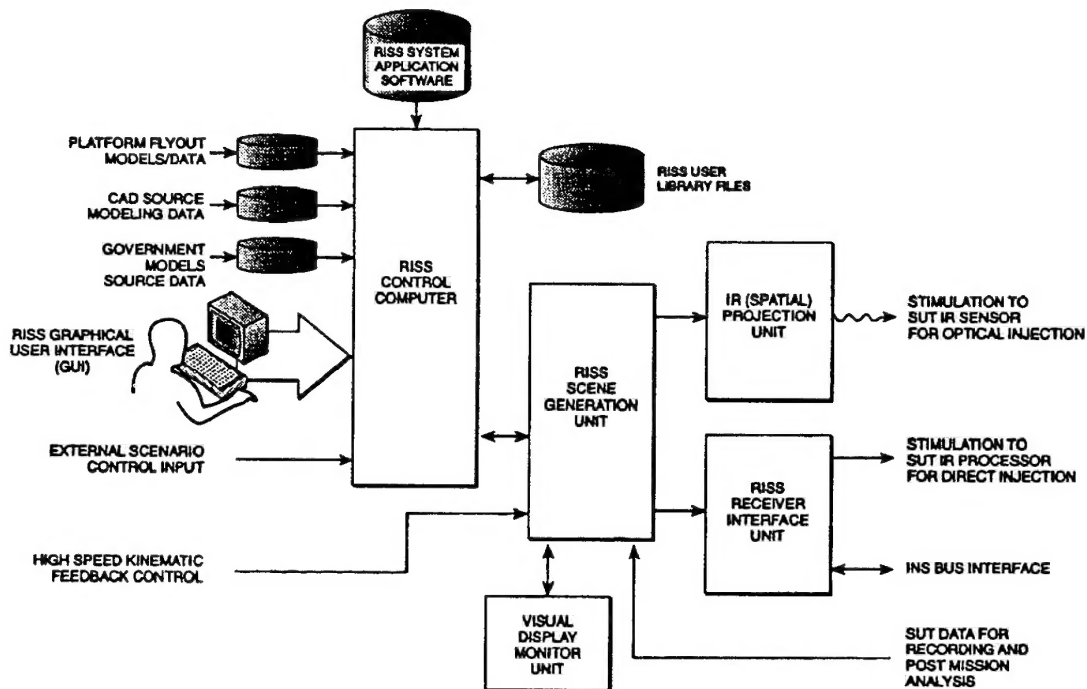 RISS SYSTEM
APPLICATION
SOFTWARE
PLATFORM FLYOUT
MODELS/DATA
CAD SOURCE
MODELING DATA
GOVERNMENT
MODELS
SOURCE DATA
RISS GRAPHICAL
USER INTERFACE
(GUI)
EXTERNAL SCENARIO
CONTROL INPUT
HIGH SPEED KINEMATIC
FEEDBACK CONTROL
RISS
CONTROL
COMPUTER
RISS USER
LIBRARY FILES
RISS
SCENE
GENERATION
UNIT
VISUAL
DISPLAY
MONITOR
UNIT
IR (SPATIAL)
PROJECTION
UNIT
RISS
RECEIVER
INTERFACE
UNIT
STIMULATION TO
SUT IR SENSOR
FOR OPTICAL INJECTION
STIMULATION TO
SUT IR PROCESSOR
FOR DIRECT INJECTION
INS BUS INTERFACE
SUT DATA FOR
RECORDING AND
POST MISSION
ANALYSIS